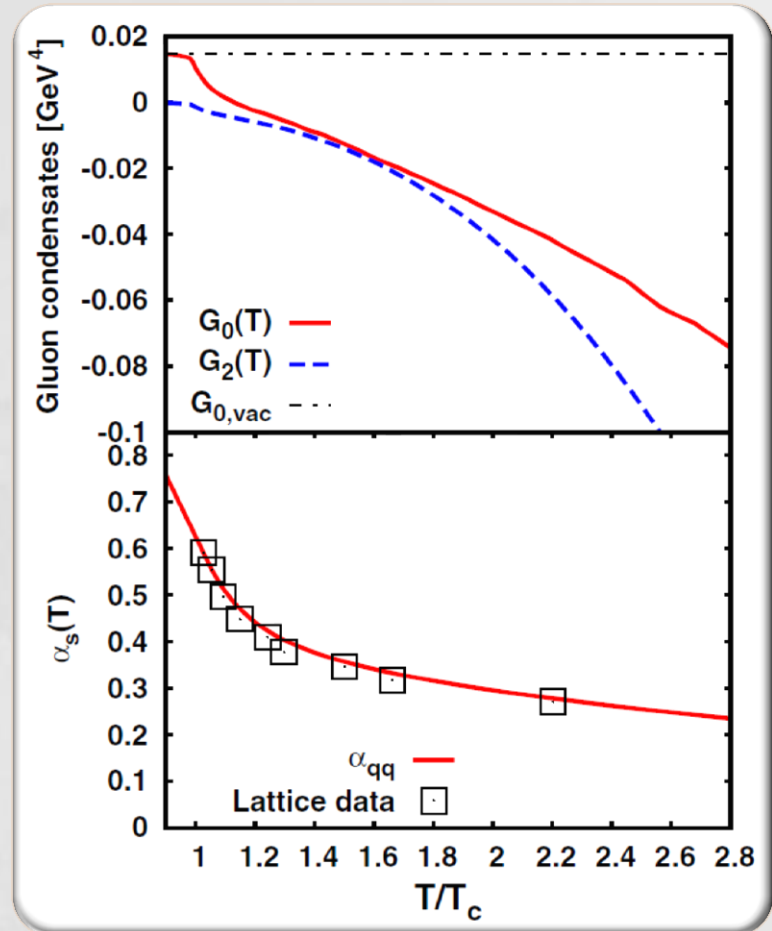 Gluon condensates [GeV⁴]
0.02
0
-0.02
-0.04
-0.06
-0.08
-0.1
G₀(T)
G₂(T)
G₀,vac
αₛ(T)
0.8
0.7
0.6
0.5
0.4
0.3
0.2
0.1
0
α_qq
Lattice data
1 1.2 1.4 1.6 1.8 2 2.2 2.4 2.6 2.8
T/T_c